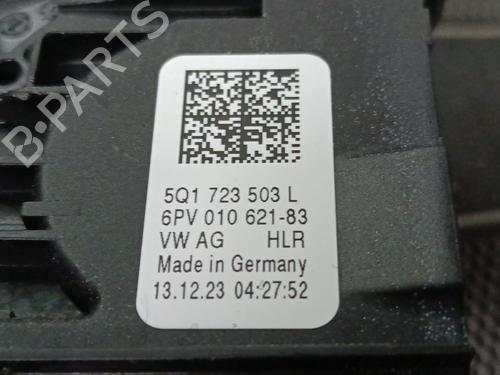 B-PARTS
5Q1 723 503 L
6PV 010 621-83
VW AG HLR
Made in Germany
13.12.23 04:27:52